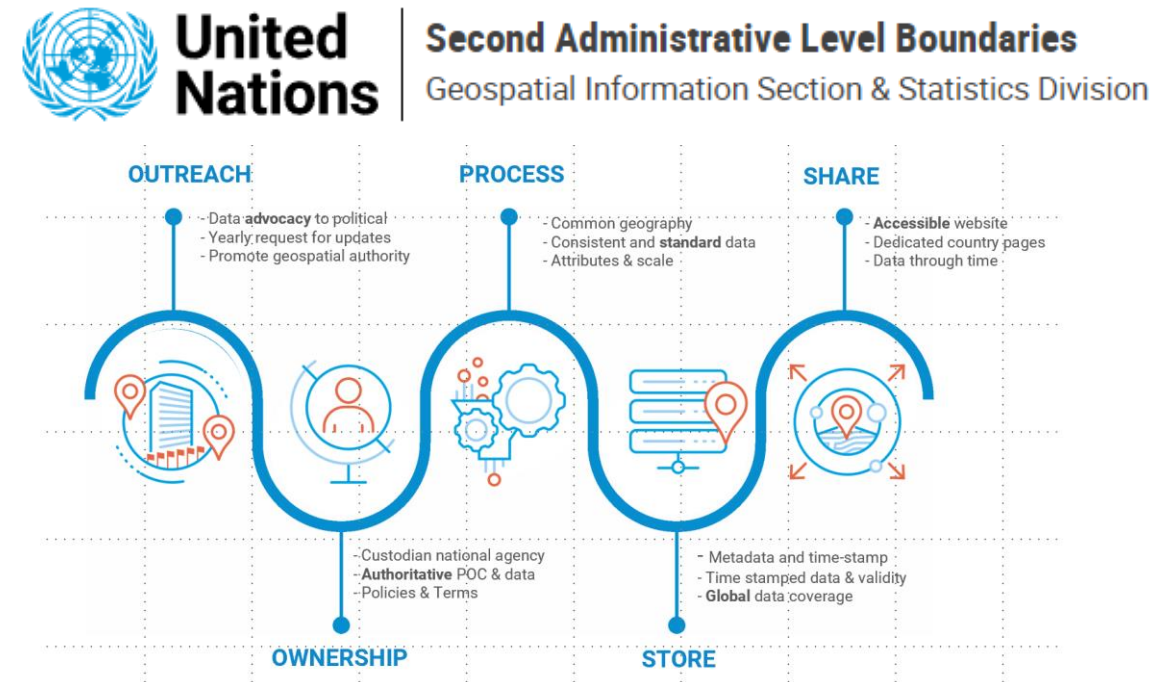 United
Nations
Second Administrative Level Boundaries
Geospatial Information Section & Statistics Division
OUTREACH
- Data advocacy to political
- Yearly request for updates
- Promote geospatial authority
PROCESS
- Common geography
- Consistent and standard data
- Attributes & scale
SHARE
- Accessible website
- Dedicated country pages
- Data through time
- Custodian national agency
- Authoritative POC & data
- Policies & Terms
OWNERSHIP
- Metadata and time-stamp
- Time stamped data & validity
- Global data coverage
STORE